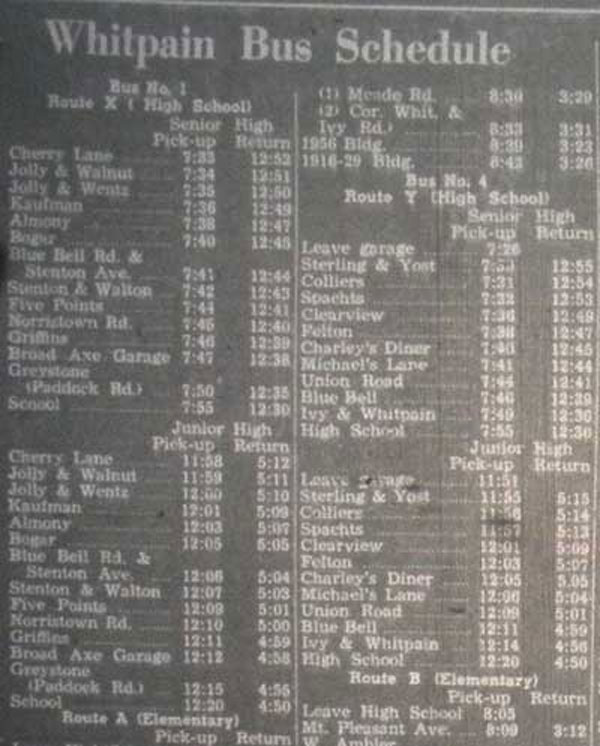 Whitpain Bus Schedule
Bus No. 1
Route X ( High School)
Senior High
Pick-up Return
Cherry Lane 7:33 12:52
Jolly & Walnut 7:34 12:51
Jolly & Wentz 7:35 12:50
Kaufman 7:36 12:49
Almony 7:38 12:47
Bogar 7:40 12:45
Blue Bell Rd. &
Stenton Ave. 7:41 12:44
Stenton & Walton 7:42 12:43
Five Points 7:44 12:41
Norristown Rd. 7:45 12:40
Griffins 7:46 12:39
Broad Axe Garage 7:47 12:38
Greystone
(Paddock Rd.) 7:50 12:35
School 7:55 12:30
Junior High
Pick-up Return
Cherry Lane 11:58 5:12
Jolly & Walnut 11:59 5:11
Jolly & Wentz 12:00 5:10
Kaufman 12:01 5:09
Almony 12:03 5:07
Bogar 12:05 5:05
Blue Bell Rd. &
Stenton Ave. 12:06 5:04
Stenton & Walton 12:07 5:03
Five Points 12:09 5:01
Norristown Rd. 12:10 5:00
Griffins 12:11 4:59
Broad Axe Garage 12:12 4:58
Greystone
(Paddock Rd.) 12:15 4:55
School 12:20 4:50
Route A (Elementary)
Pick-up Return
(1) Meade Rd. 8:30 3:29
(2) Cor. Whit. &
Ivy Rd.) 8:33 3:31
1956 Bldg. 8:39 3:23
1916-29 Bldg. 8:43 3:26
Bus No. 4
Route Y (High School)
Senior High
Pick-up Return
Leave garage 7:26
Sterling & Yost 12:55
Colliers 7:31 12:54
Spachts 7:32 12:53
Clearview 7:36 12:49
Felton 7:38 12:47
Charley's Diner 7:40 12:45
Michael's Lane 7:41 12:44
Union Road 7:44 12:41
Blue Bell 7:46 12:39
Ivy & Whitpain 7:49 12:36
High School 7:55 12:30
Junior High
Pick-up Return
Leave garage 11:51
Sterling & Yost 11:55 5:15
Colliers 11:56 5:14
Spachts 11:57 5:13
Clearview 12:01 5:09
Felton 12:03 5:07
Charley's Diner 12:05 5.05
Michael's Lane 12:06 5:04
Union Road 12:09 5:01
Blue Bell 12:11 4:59
Ivy & Whitpain 12:14 4:56
High School 12:20 4:50
Route B (Elementary)
Pick-up Return
Leave High School 8:05
Mt. Pleasant Ave. 8:09 3:12
W. Ambler